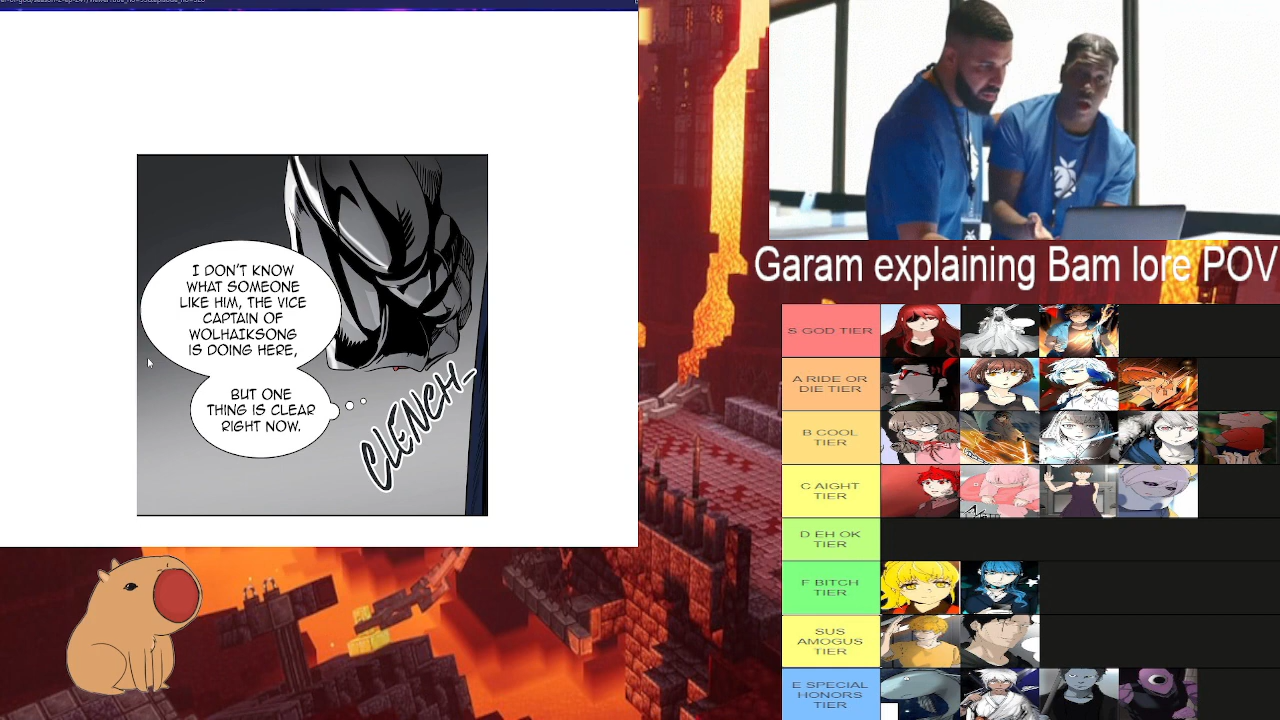 I DON'T KNOW
WHAT SOMEONE
LIKE HIM, THE VICE
CAPTAIN OF
WOLHAIKSONG
IS DOING HERE,
BUT ONE
THING IS CLEAR
RIGHT NOW.
CLENCH-
Garam explaining Bam lore POV
S GOD TIER
A RIDE OR
DIE TIER
B COOL
TIER
C AIGHT
TIER
D EH OK
TIER
F BITCH
TIER
SUS
AMOGUS
TIER
E SPECIAL
HONORS
TIER